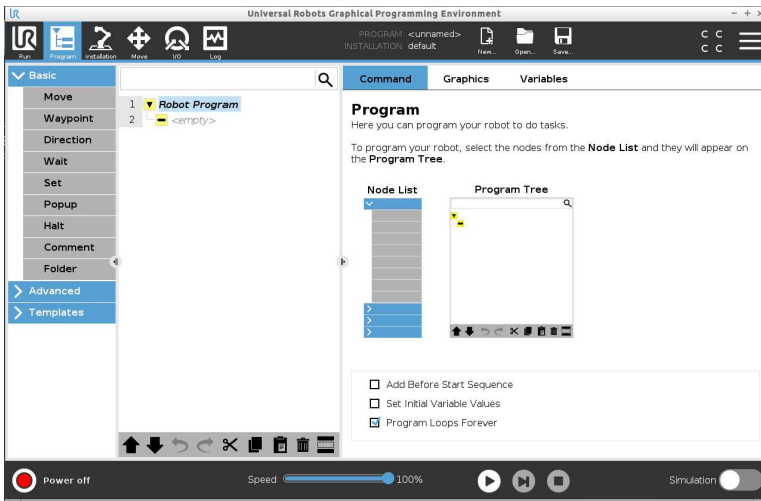 UR Universal Robots Graphical Programming Environment
UR
Run Program Installation Move I/O Log
PROGRAM <unnamed>
INSTALLATION default
New... Open... Save...
C C
C C
Basic
Move
Waypoint
Direction
Wait
Set
Popup
Halt
Comment
Folder
Advanced
Templates
1 Robot Program
2 <empty>
Command Graphics Variables
Program
Here you can program your robot to do tasks.
To program your robot, select the nodes from the Node List and they will appear on
the Program Tree.
Node List Program Tree
Add Before Start Sequence
Set Initial Variable Values
Program Loops Forever
Power off
Speed 100%
Simulation